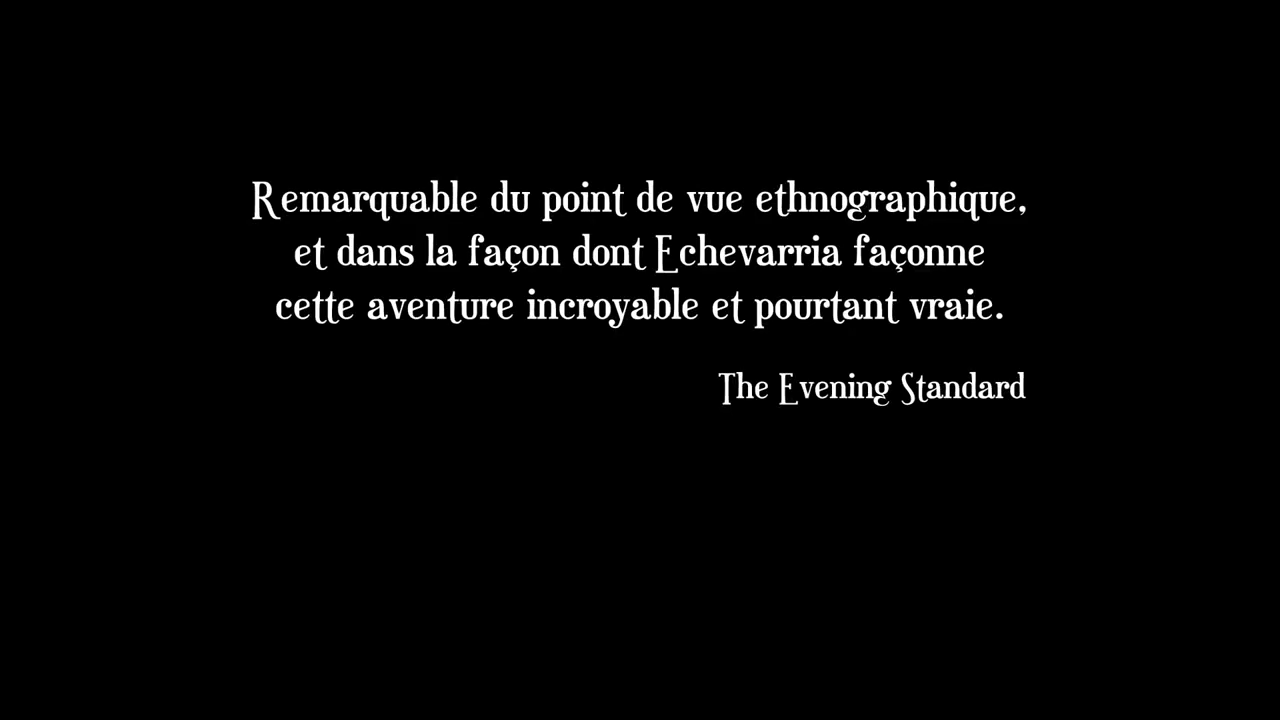 Remarquable du point de vue ethnographique,
et dans la façon dont Echevarria façonne
cette aventure incroyable et pourtant vraie.
The Evening Standard